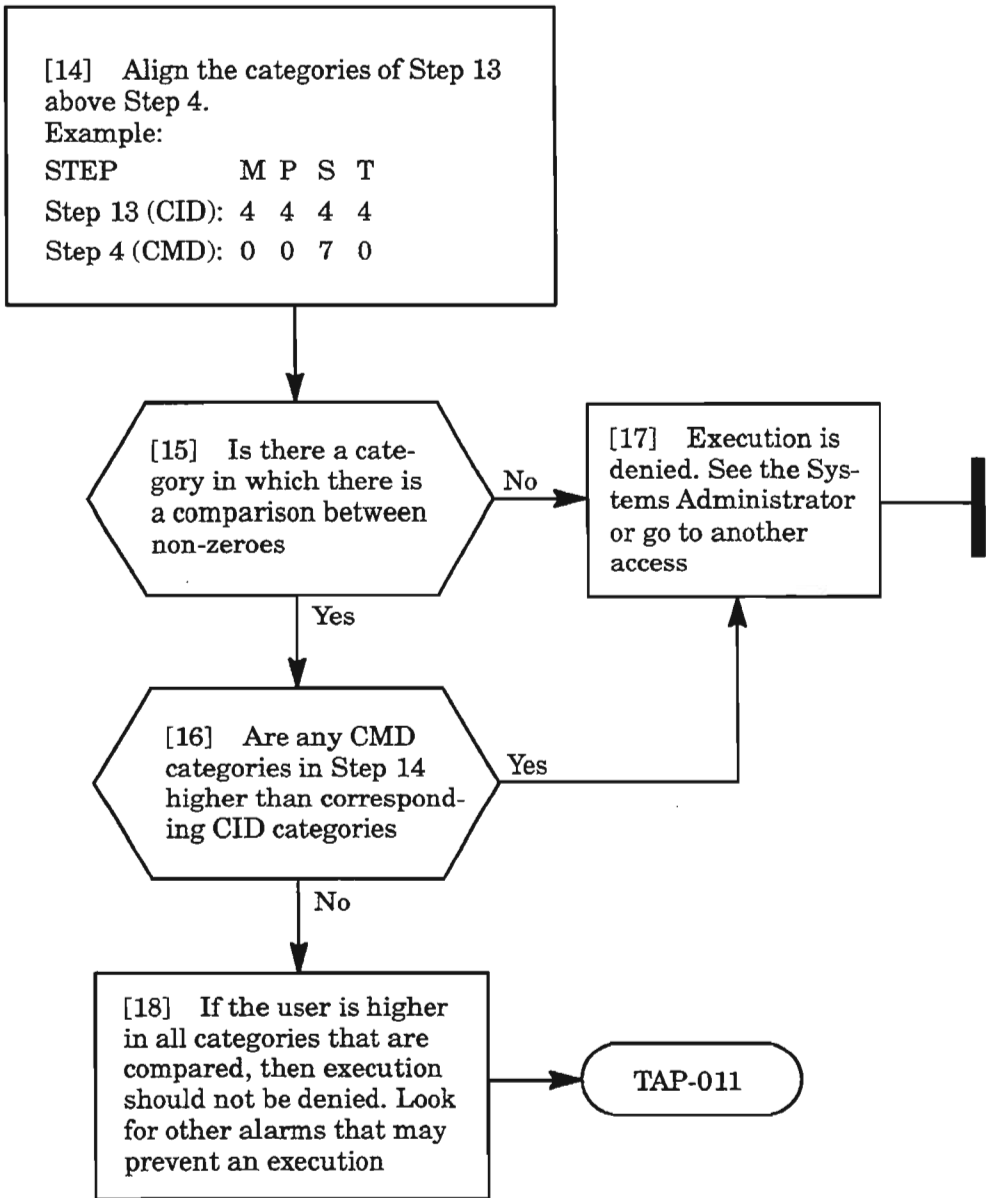 [14] Align the categories of Step 13
above Step 4.
Example:
STEP M P S T
Step 13 (CID): 4 4 4 4
Step 4 (CMD): 0 0 7 0
[15] Is there a cate-
gory in which there is
a comparison between
non-zeroes
No
[17] Execution is
denied. See the Sys-
tems Administrator
or go to another
access
Yes
[16] Are any CMD
categories in Step 14
higher than correspond-
ing CID categories
Yes
No
[18] If the user is higher
in all categories that are
compared, then execution
should not be denied. Look
for other alarms that may
prevent an execution
TAP-011